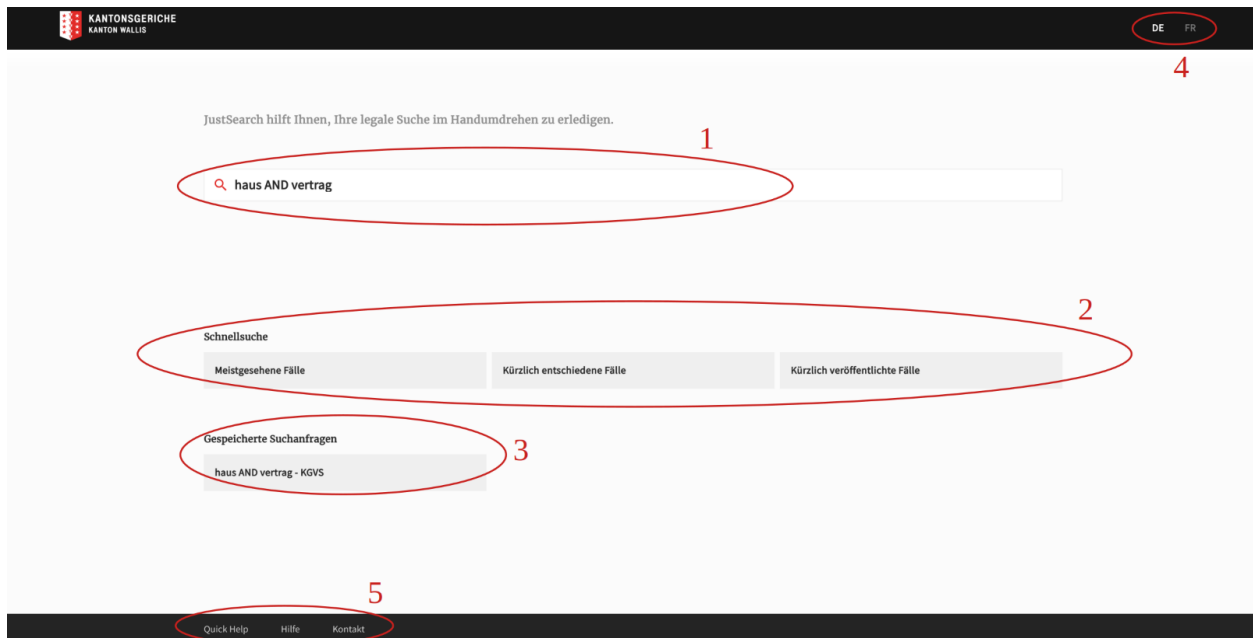 KANTONSGERICHE
KANTON WALLIS
DE FR
4
JustSearch hilft Ihnen, Ihre legale Suche im Handumdrehen zu erledigen.
1
haus AND vertrag
2
Schnellsuche
Meistgesehene Fälle Kürzlich entschiedene Fälle Kürzlich veröffentlichte Fälle
Gespeicherte Suchanfragen
3
haus AND vertrag - KGVS
5
Quick Help Hilfe Kontakt